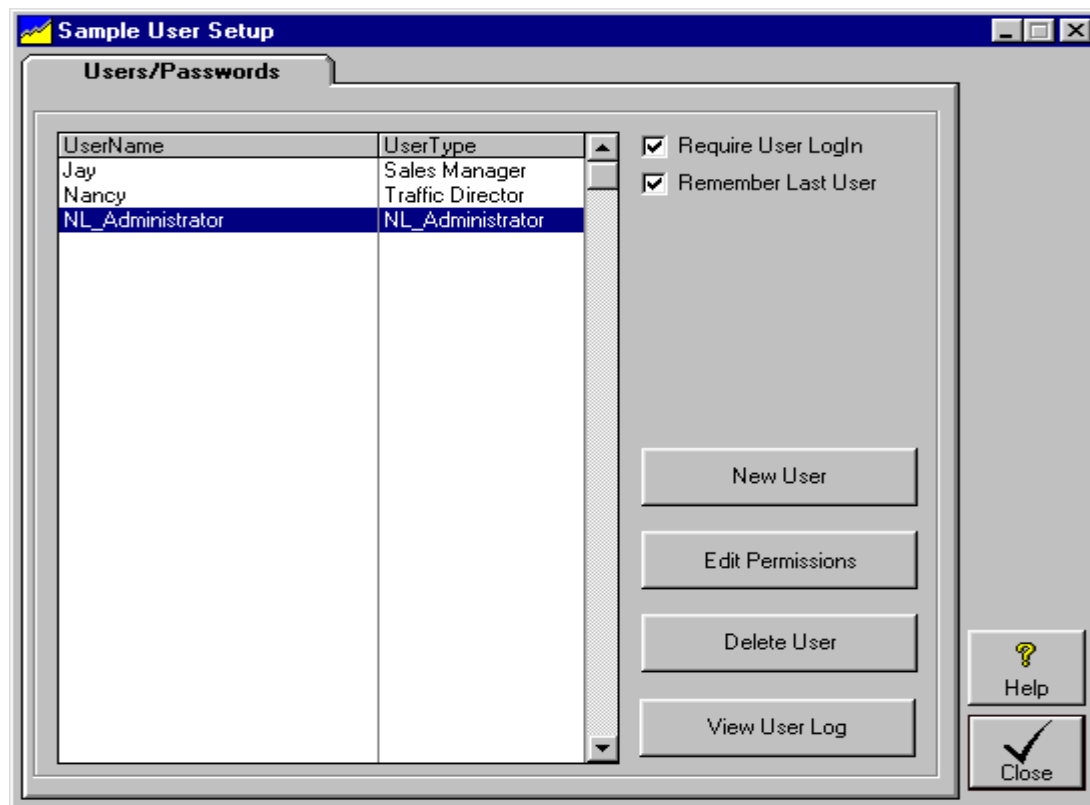 Sample User Setup
Users/Passwords
UserName UserType
Jay Sales Manager
Nancy Traffic Director
NL_Administrator NL_Administrator
Require User LogIn
Remember Last User
New User
Edit Permissions
Delete User
View User Log
Help
Close